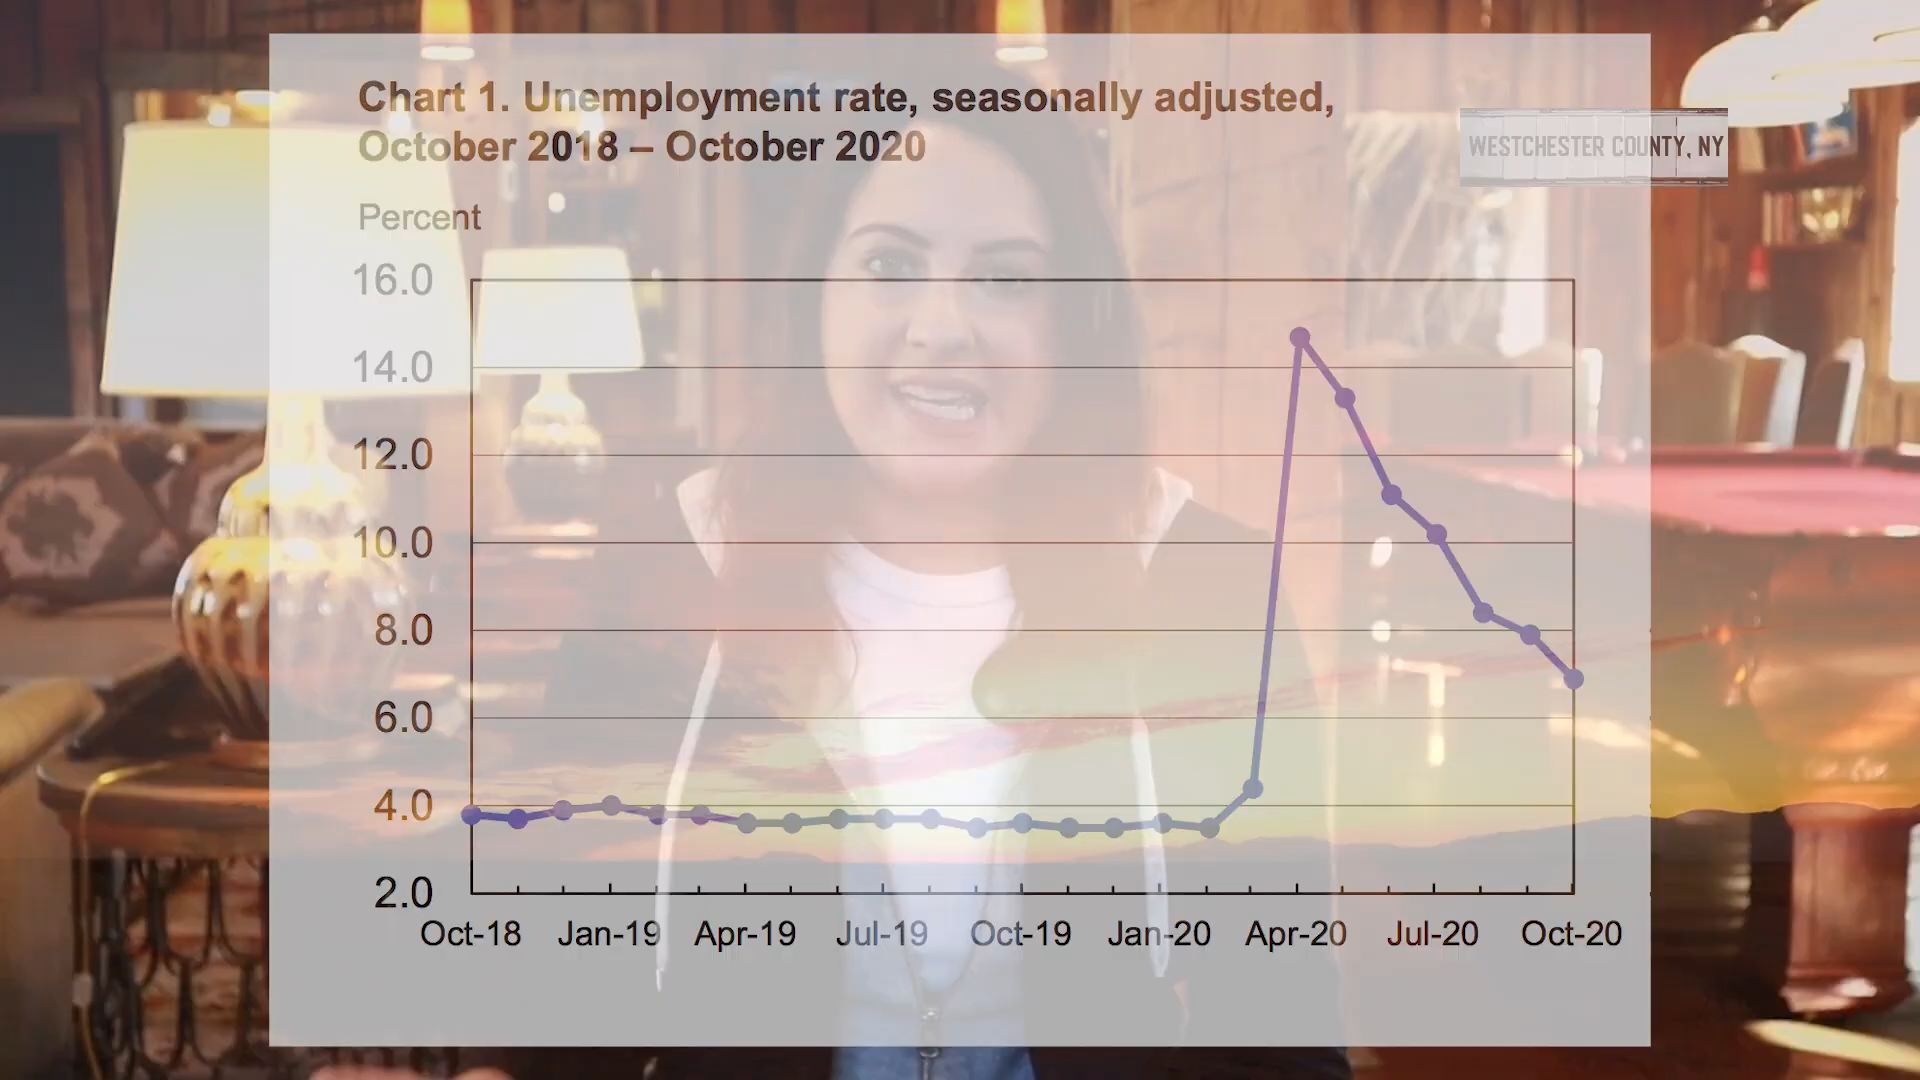 Chart 1. Unemployment rate, seasonally adjusted,
October 2018 – October 2020
WESTCHESTER COUNTY, NY
Percent
16.0
14.0
12.0
10.0
8.0
6.0
4.0
2.0
Oct-18 Jan-19 Apr-19 Jul-19 Oct-19 Jan-20 Apr-20 Jul-20 Oct-20